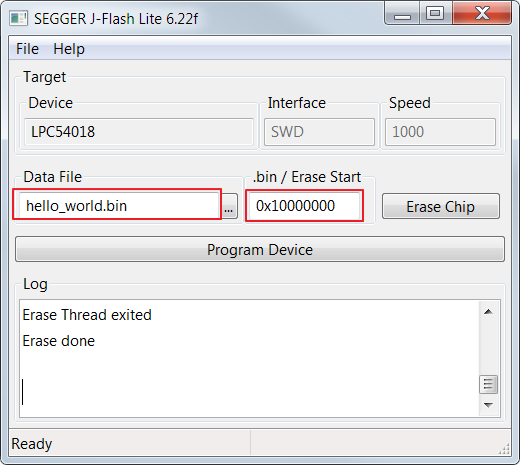 SEGGER J-Flash Lite 6.22f
File Help
Target
Device Interface Speed
LPC54018 SWD 1000
Data File .bin / Erase Start
hello_world.bin ... 0x10000000 Erase Chip
Program Device
Log
Erase Thread exited
Erase done
Ready